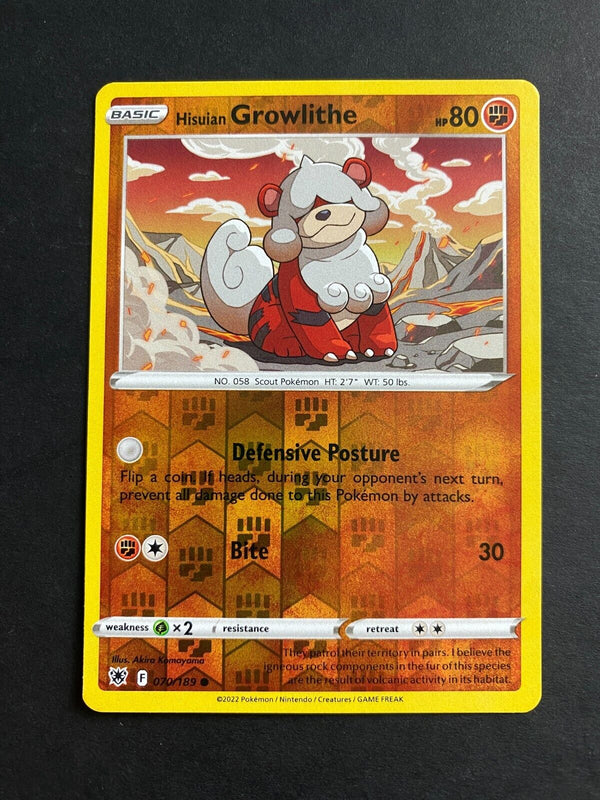 BASIC Hisuian Growlithe HP 80
NO. 058 Scout Pokémon HT: 2'7" WT: 50 lbs.
Defensive Posture
Flip a coin. If heads, during your opponent's next turn,
prevent all damage done to this Pokémon by attacks.
Bite 30
weakness ×2 resistance retreat
Illus. Akira Komayama
They patrol their territory in pairs. I believe the
igneous rock components in the fur of this species
are the result of volcanic activity in its habitat.
F 070/189
©2022 Pokémon / Nintendo / Creatures / GAME FREAK